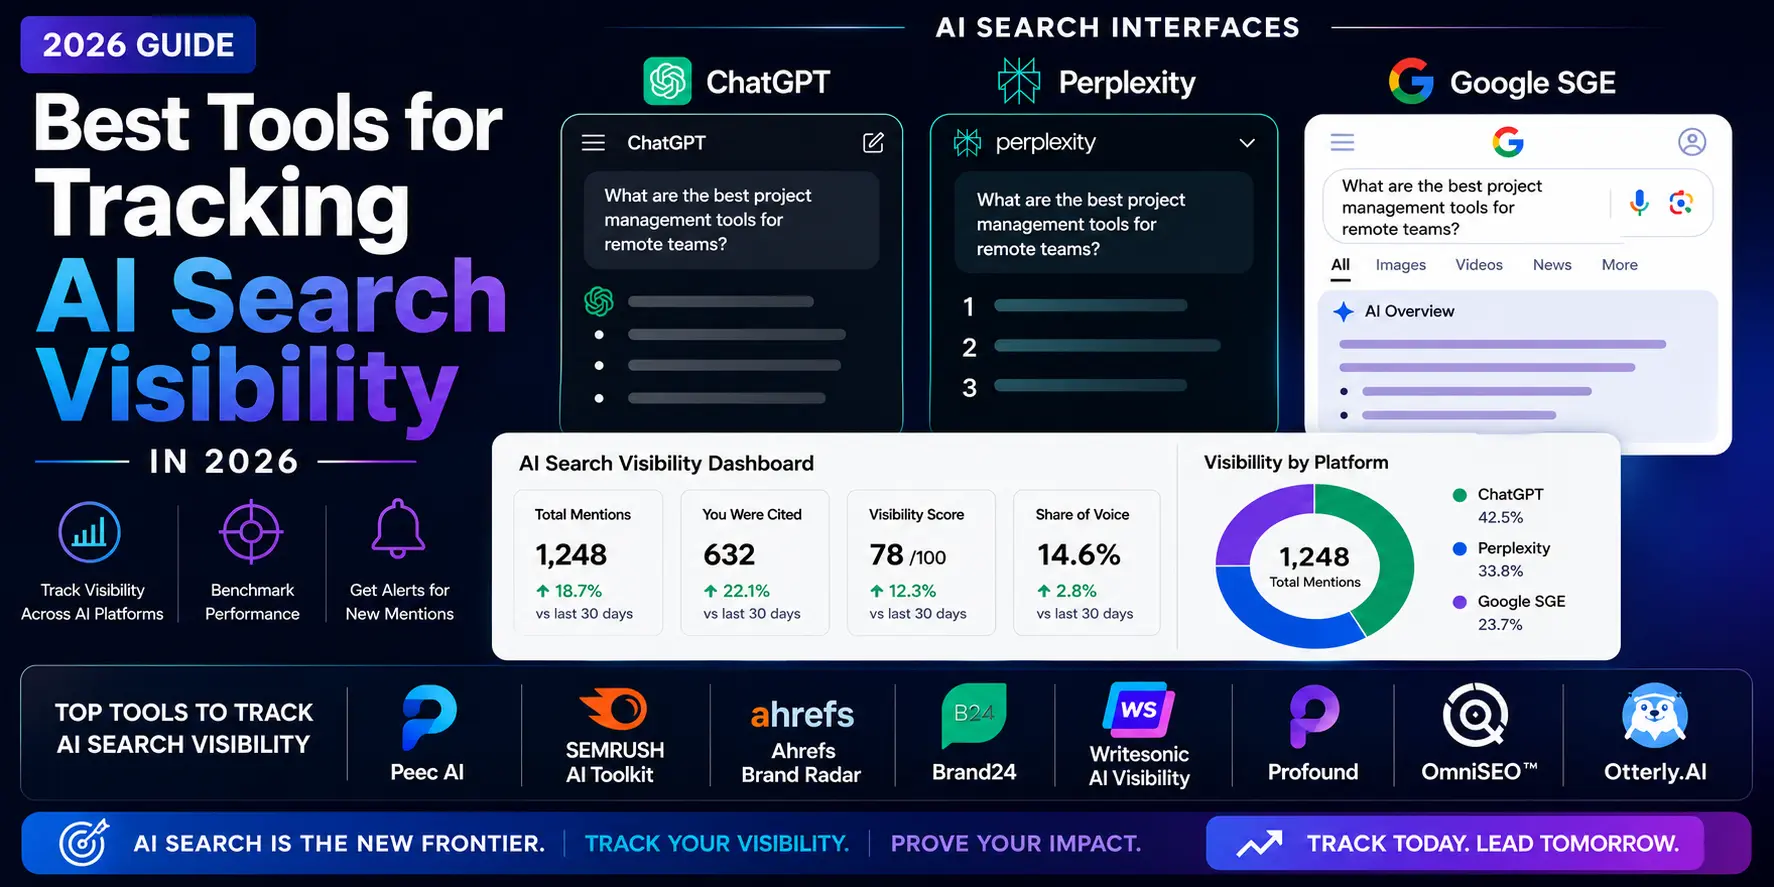 2026 GUIDE
Best Tools for
Tracking
AI Search
Visibility
IN 2026
Track Visibility
Across AI Platforms
Benchmark
Performance
Get Alerts for
New Mentions
AI SEARCH INTERFACES
ChatGPT
ChatGPT
What are the best project
management tools for
remote teams?
Perplexity
perplexity
What are the best project
management tools for
remote teams?
1
2
3
Google SGE
What are the best project
management tools for
remote teams?
All Images Videos News More
AI Overview
AI Search Visibility Dashboard
Total Mentions
1,248
18.7%
vs last 30 days
You Were Cited
632
22.1%
vs last 30 days
Visibility Score
78 /100
12.3%
vs last 30 days
Share of Voice
14.6%
2.8%
vs last 30 days
Visibillity by Platform
1,248
Total Mentions
ChatGPT
42.5%
Perplexity
33.8%
Google SGE
23.7%
TOP TOOLS TO TRACK
AI SEARCH VISIBILITY
Peec AI
SEMRUSH
AI Toolkit
ahrefs
Ahrefs
Brand Radar
B24
Brand24
WS
Writesonic
AI Visibility
Profound
OmniSEO™
Otterly.AI
AI SEARCH IS THE NEW FRONTIER.
TRACK YOUR VISIBILITY.
PROVE YOUR IMPACT.
TRACK TODAY. LEAD TOMORROW.